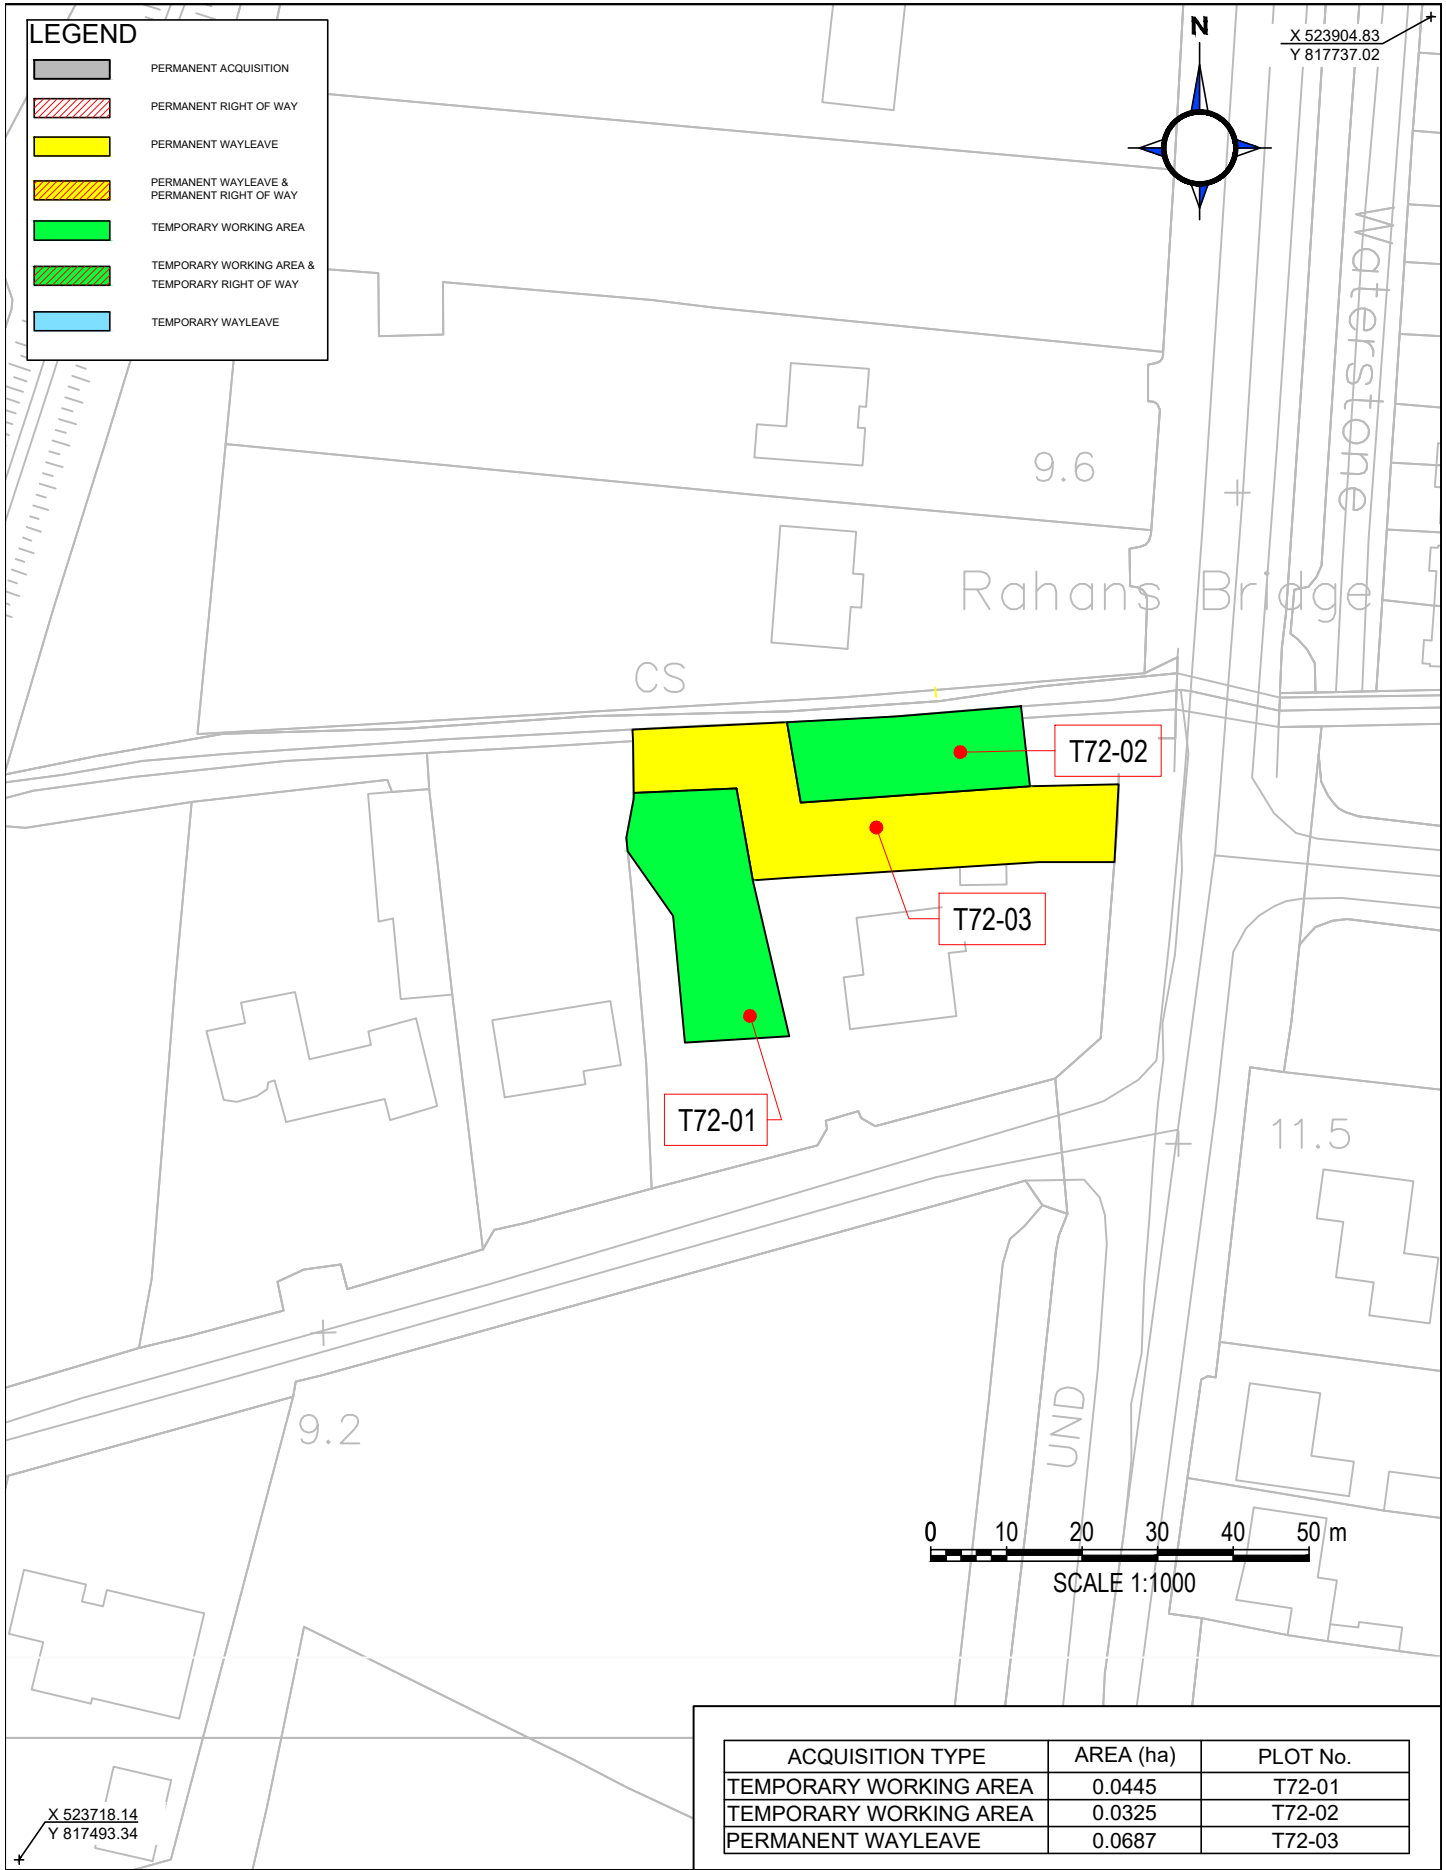 LEGEND
PERMANENT ACQUISITION
PERMANENT RIGHT OF WAY
PERMANENT WAYLEAVE
PERMANENT WAYLEAVE &
PERMANENT RIGHT OF WAY
TEMPORARY WORKING AREA
TEMPORARY WORKING AREA &
TEMPORARY RIGHT OF WAY
TEMPORARY WAYLEAVE
N
X 523904.83
Y 817737.02
Waterstone
9.6
Rahans Bridge
CS
T72-02
T72-03
T72-01
11.5
9.2
UND
0 10 20 30 40 50 m
SCALE 1:1000
ACQUISITION TYPE AREA (ha) PLOT No.
TEMPORARY WORKING AREA 0.0445 T72-01
TEMPORARY WORKING AREA 0.0325 T72-02
PERMANENT WAYLEAVE 0.0687 T72-03
X 523718.14
Y 817493.34